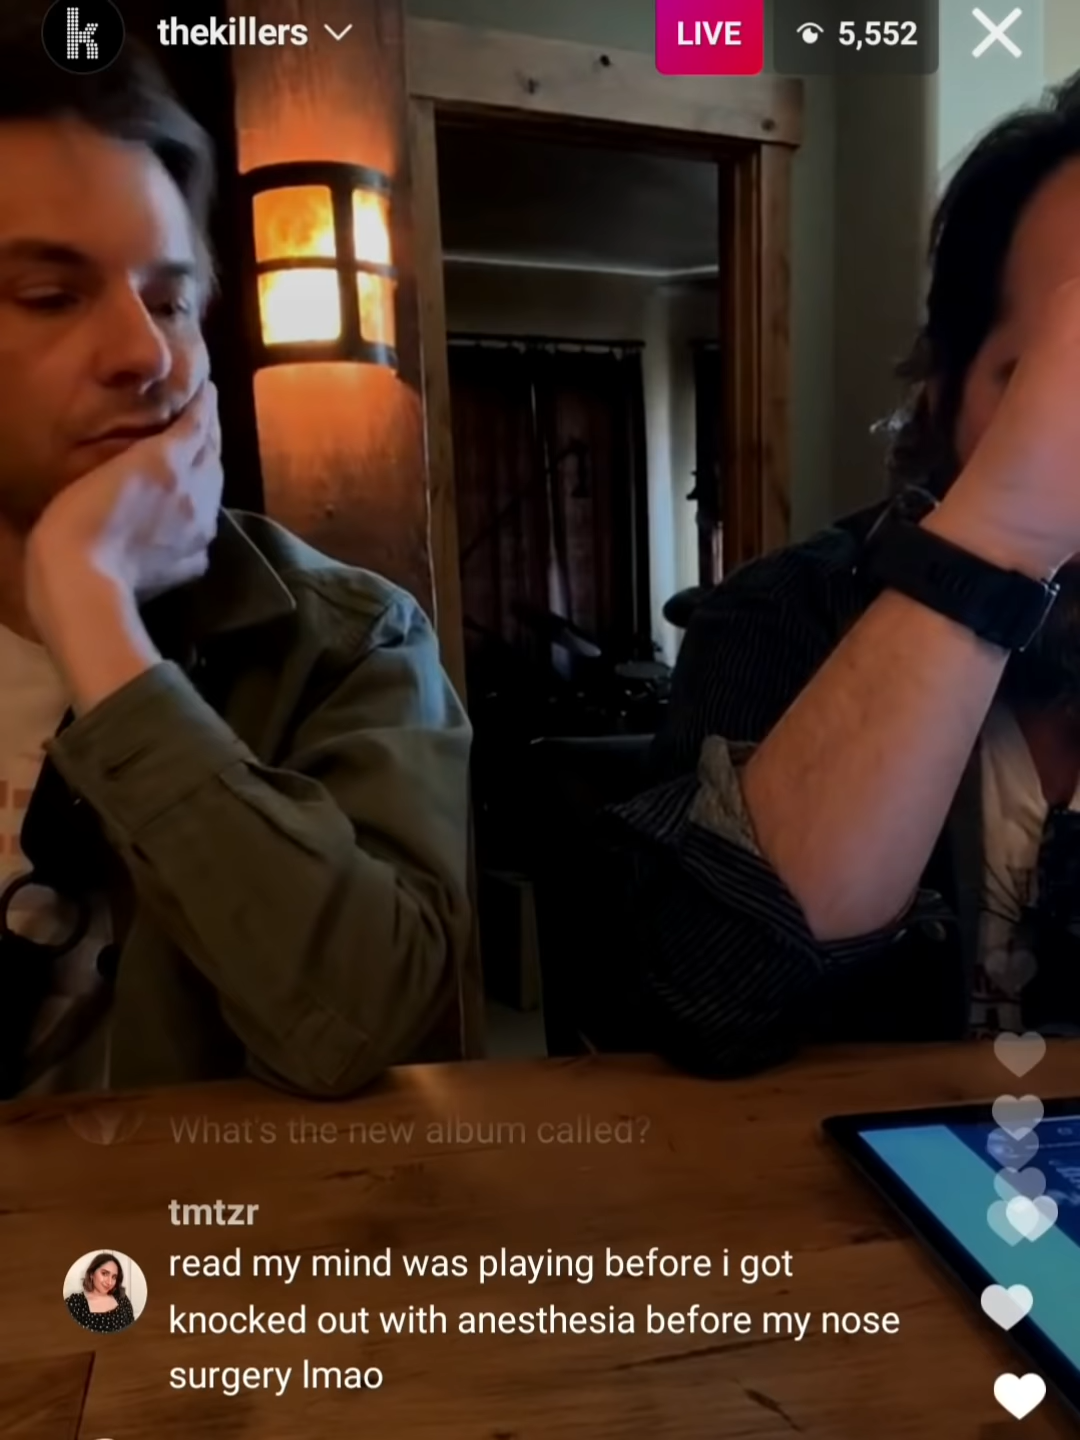 k
thekillers
LIVE
5,552
What's the new album called?
tmtzr
read my mind was playing before i got
knocked out with anesthesia before my nose
surgery lmao